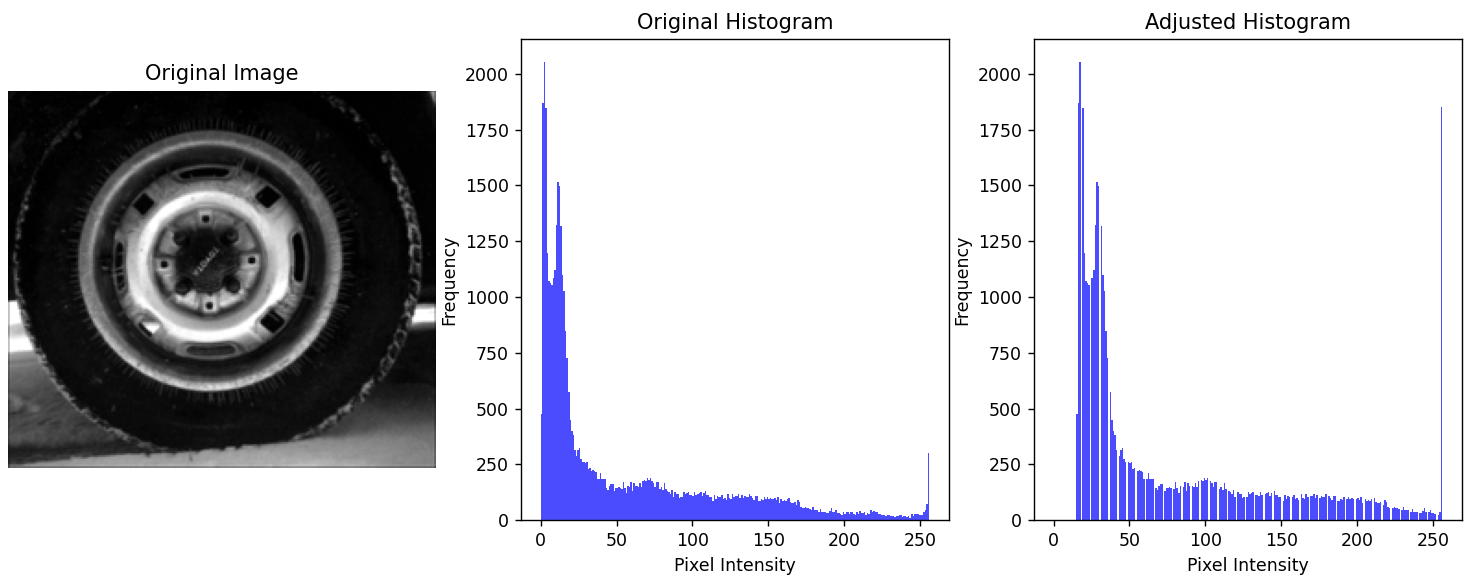 Original Image
Original Histogram
Frequency
2000
1750
1500
1250
1000
750
500
250
0
0 50 100 150 200 250
Pixel Intensity
Adjusted Histogram
Frequency
2000
1750
1500
1250
1000
750
500
250
0
0 50 100 150 200 250
Pixel Intensity